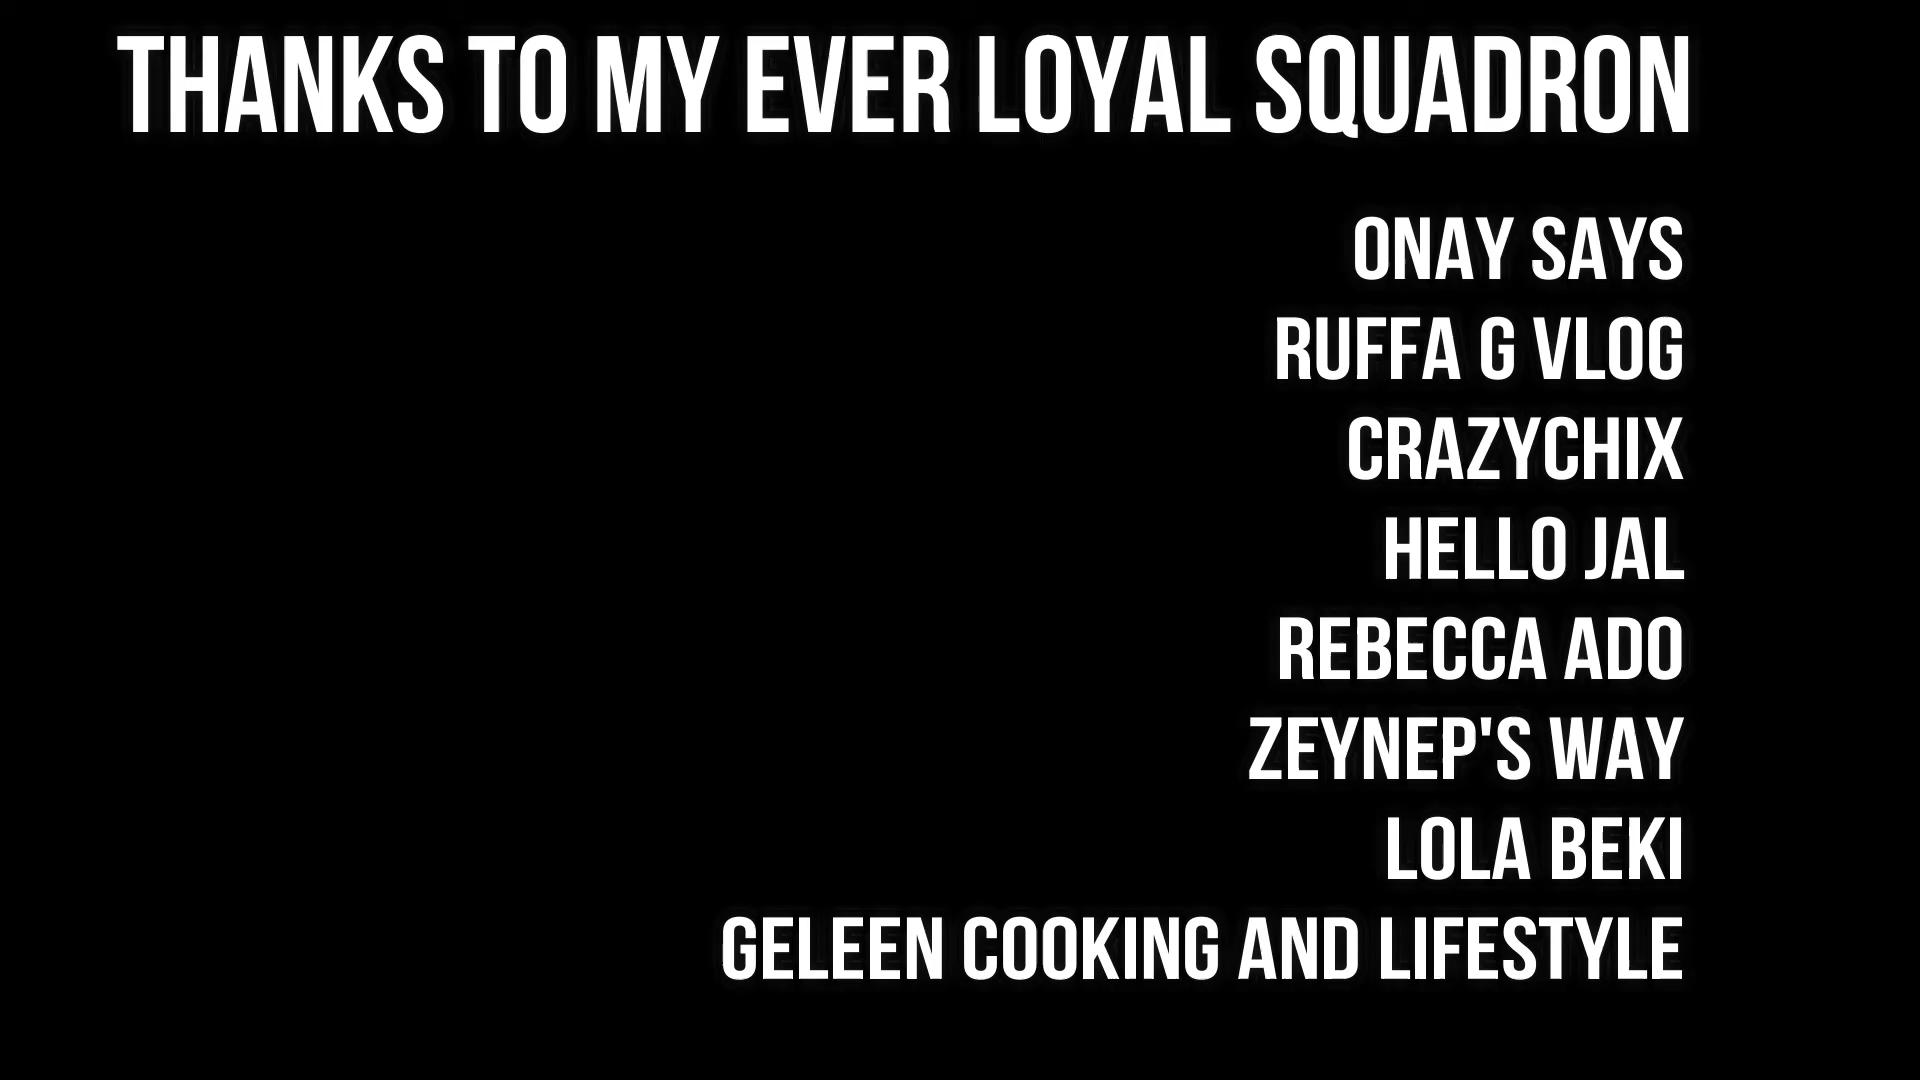 THANKS TO MY EVER LOYAL SQUADRON
ONAY SAYS
RUFFA G VLOG
CRAZYCHIX
HELLO JAL
REBECCA ADO
ZEYNEP'S WAY
LOLA BEKI
GELEEN COOKING AND LIFESTYLE